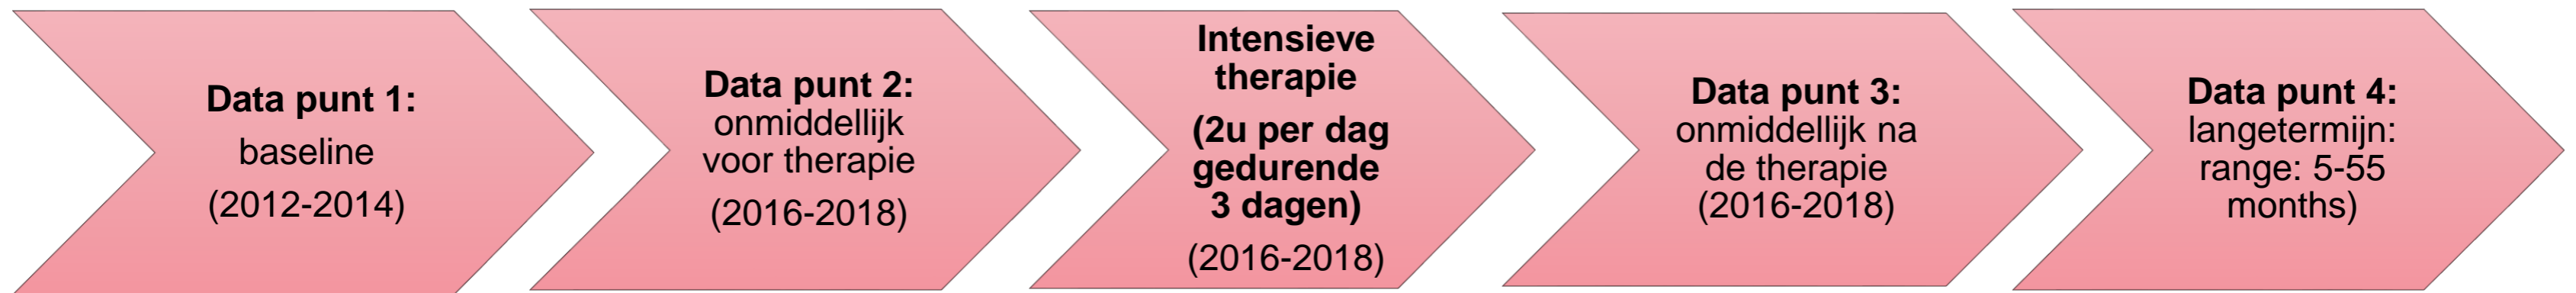 Data punt 1:
baseline
(2012-2014)
Data punt 2:
onmiddellijk
voor therapie
(2016-2018)
Intensieve
therapie
(2u per dag
gedurende
3 dagen)
(2016-2018)
Data punt 3:
onmiddellijk na
de therapie
(2016-2018)
Data punt 4:
langetermijn:
range: 5-55
months)